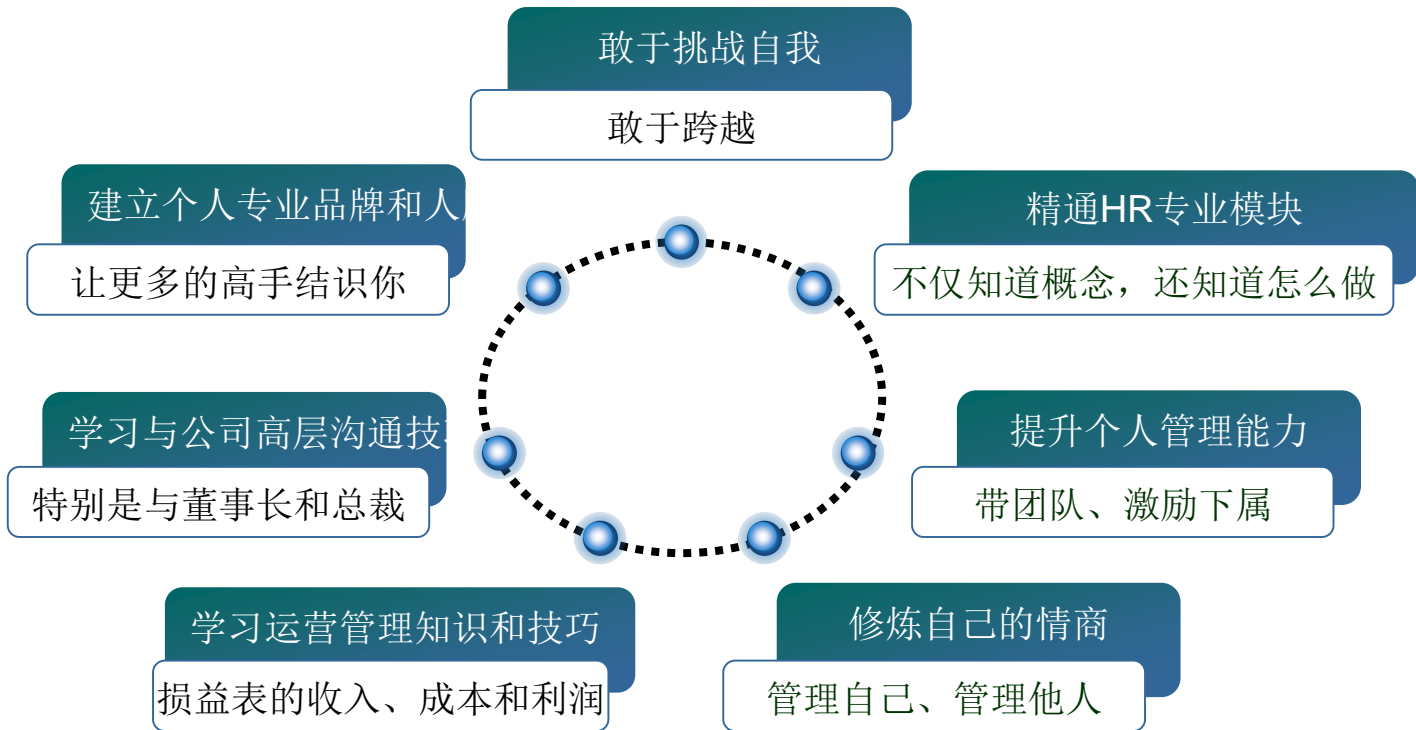 敢于挑战自我
敢于跨越
精通HR专业模块
不仅知道概念，还知道怎么做
提升个人管理能力
带团队、激励下属
修炼自己的情商
管理自己、管理他人
学习运营管理知识和技巧
损益表的收入、成本和利润
学习与公司高层沟通技
特别是与董事长和总裁
建立个人专业品牌和人
让更多的高手结识你